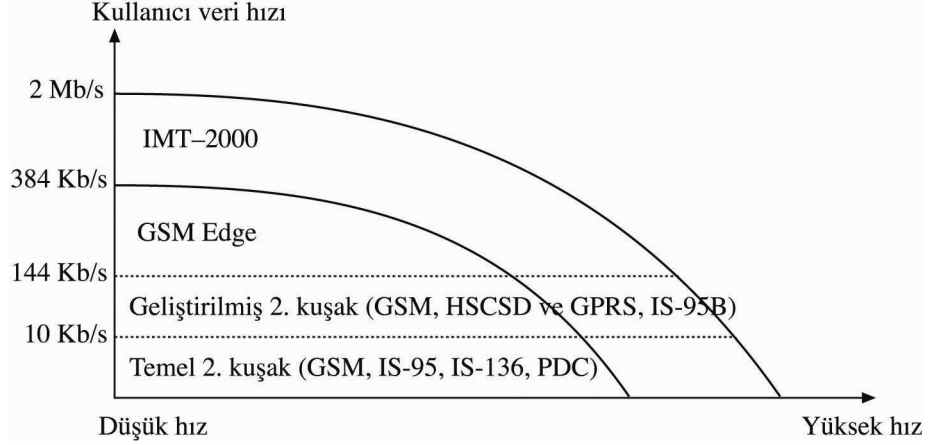 Kullanıcı veri hızı
2 Mb/s
IMT–2000
384 Kb/s
GSM Edge
144 Kb/s
Geliştirilmiş 2. kuşak (GSM, HSCSD ve GPRS, IS-95B)
10 Kb/s
Temel 2. kuşak (GSM, IS-95, IS-136, PDC)
Düşük hız
Yüksek hız